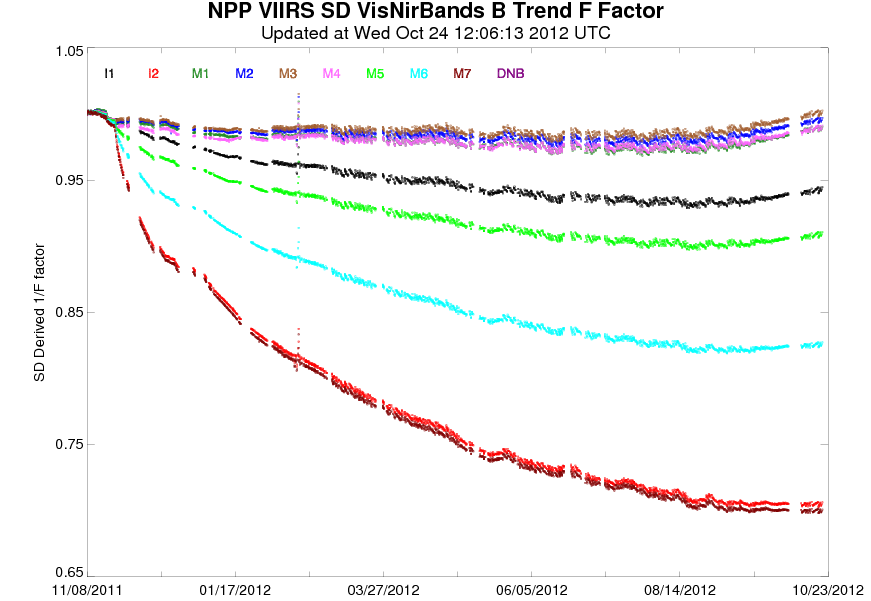 NPP VIIRS SD VisNirBands B Trend F Factor
Updated at Wed Oct 24 12:06:13 2012 UTC
1.05
I1 I2 M1 M2 M3 M4 M5 M6 M7 DNB
0.95
0.85
0.75
0.65
SD Derived 1/F factor
11/08/2011 01/17/2012 03/27/2012 06/05/2012 08/14/2012 10/23/2012